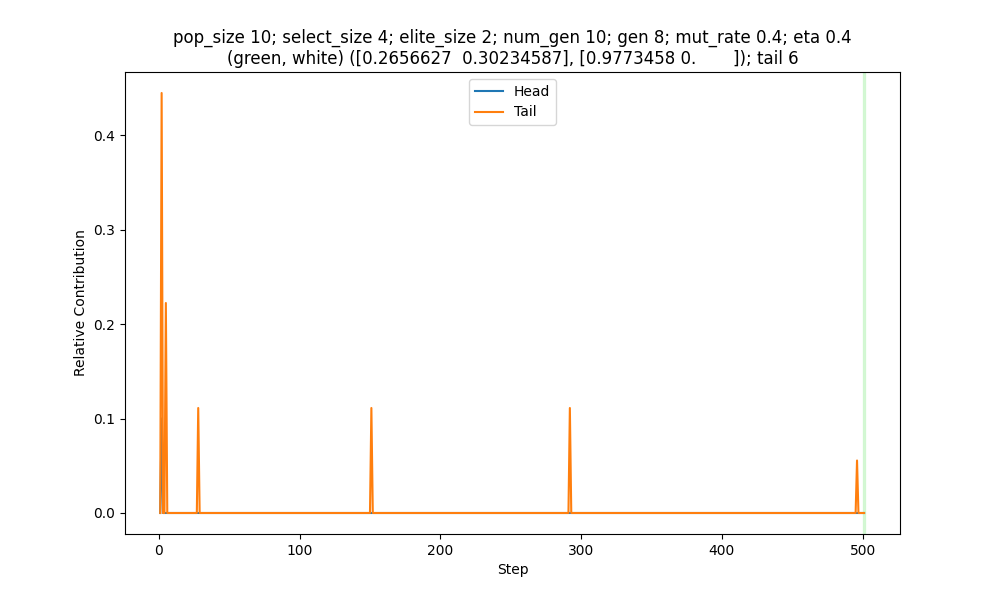 pop_size 10; select_size 4; elite_size 2; num_gen 10; gen 8; mut_rate 0.4; eta 0.4
(green, white) ([0.2656627  0.30234587], [0.9773458 0.        ]); tail 6
Head
Tail
Relative Contribution
0.4
0.3
0.2
0.1
0.0
0 100 200 300 400 500
Step